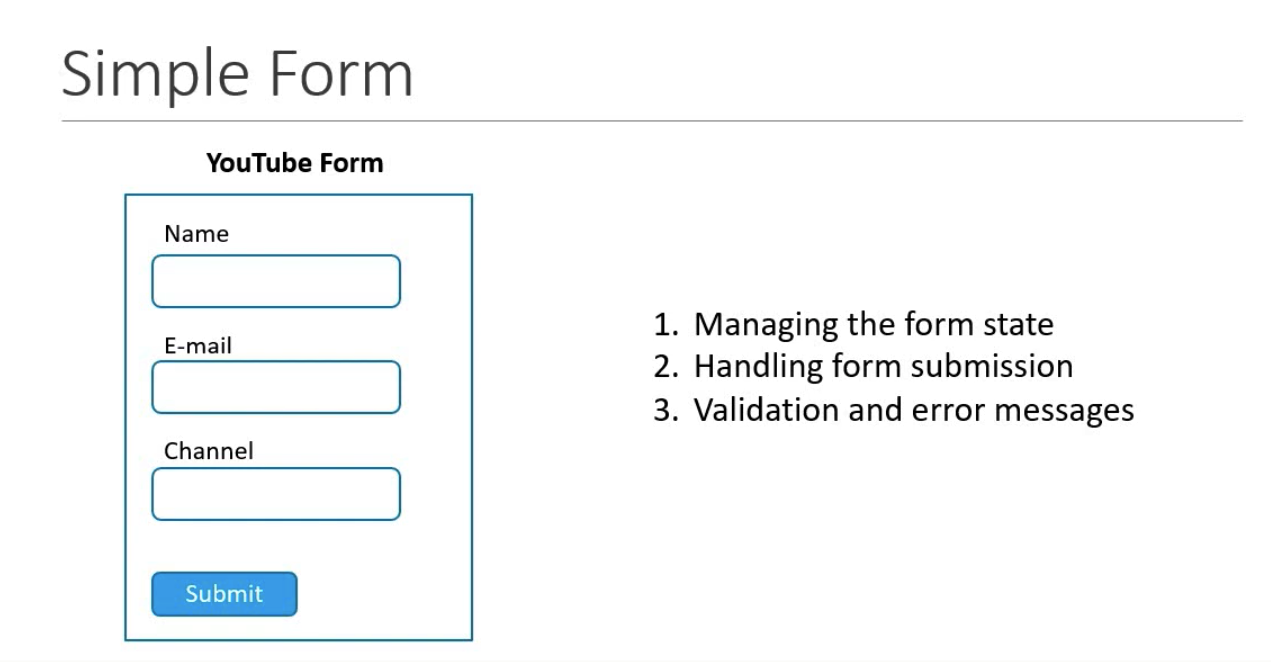 Simple Form
YouTube Form
Name
E-mail
Channel
Submit
1. Managing the form state
2. Handling form submission
3. Validation and error messages